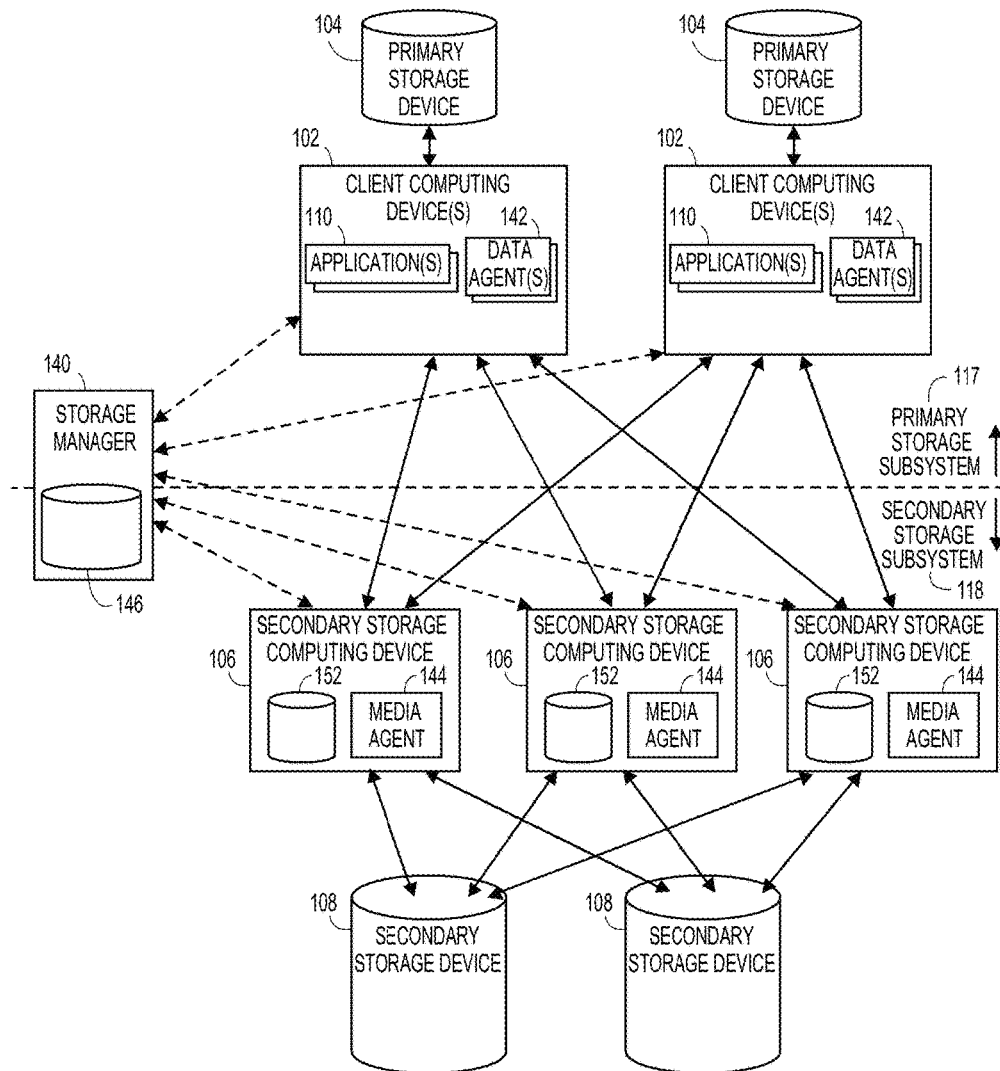 104
PRIMARY
STORAGE
DEVICE
104
PRIMARY
STORAGE
DEVICE
102
CLIENT COMPUTING
DEVICE(S)
110
142
APPLICATION(S)
DATA
AGENT(S)
102
CLIENT COMPUTING
DEVICE(S)
110
142
APPLICATION(S)
DATA
AGENT(S)
140
STORAGE
MANAGER
146
117
PRIMARY
STORAGE
SUBSYSTEM
SECONDARY
STORAGE
SUBSYSTEM
118
106
SECONDARY STORAGE
COMPUTING DEVICE
152
144
MEDIA
AGENT
106
SECONDARY STORAGE
COMPUTING DEVICE
152
144
MEDIA
AGENT
106
SECONDARY STORAGE
COMPUTING DEVICE
152
144
MEDIA
AGENT
108
SECONDARY
STORAGE DEVICE
108
SECONDARY
STORAGE DEVICE